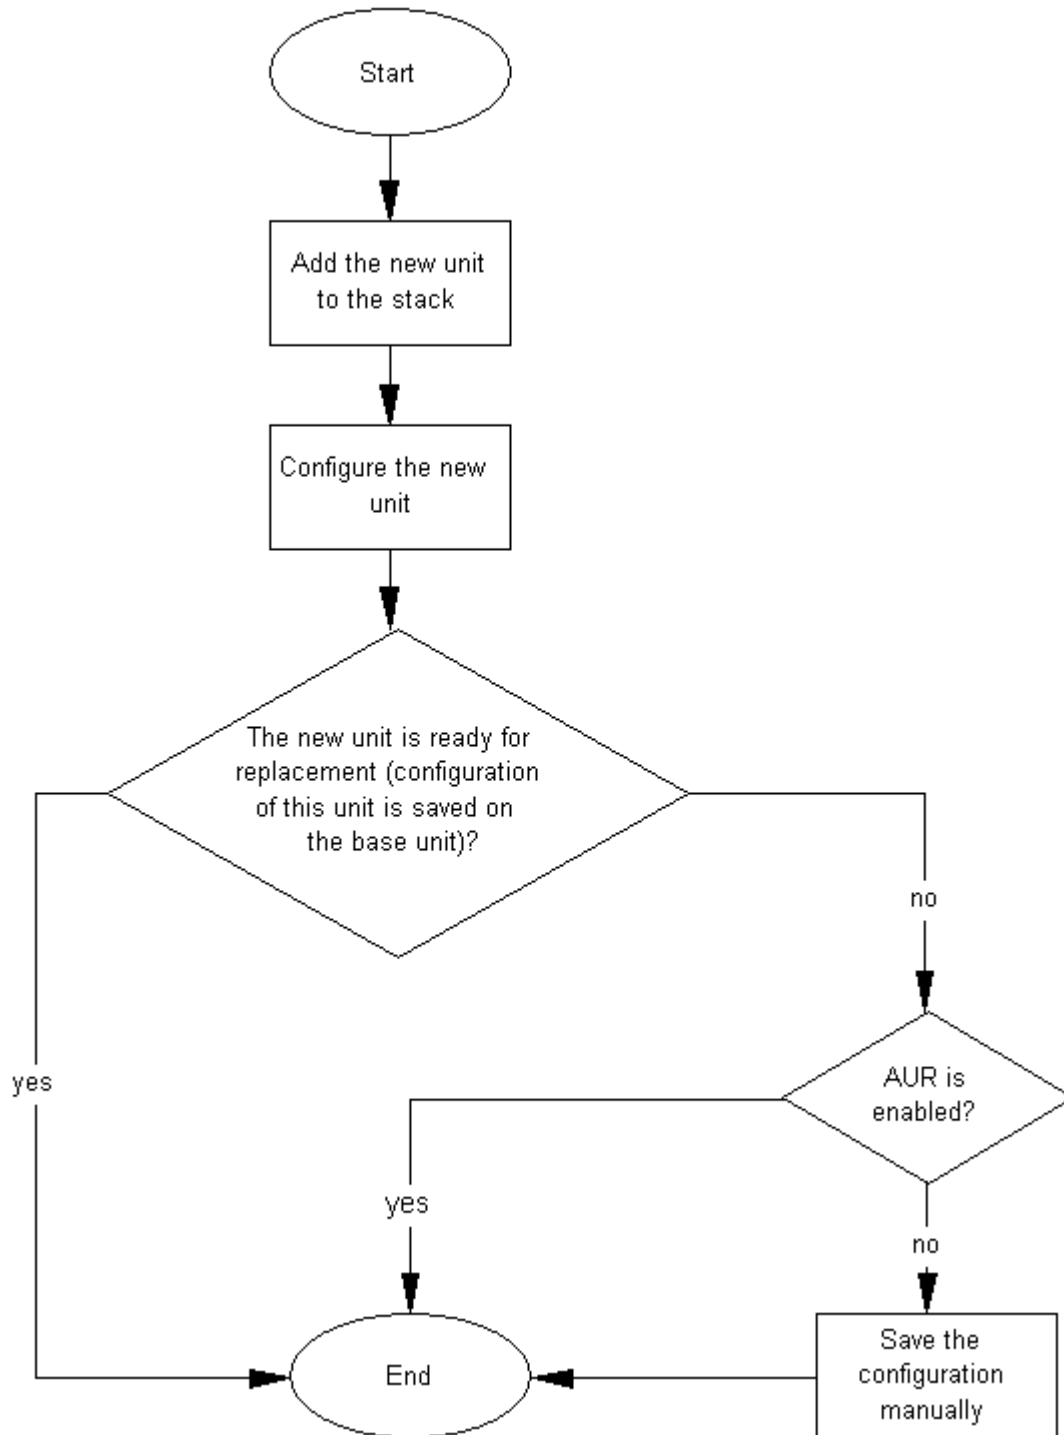 Start
Add the new unit
to the stack
Configure the new
unit
The new unit is ready for
replacement (configuration
of this unit is saved on
the base unit)?
no
yes
AUR is
enabled?
yes
no
End
Save the
configuration
manually